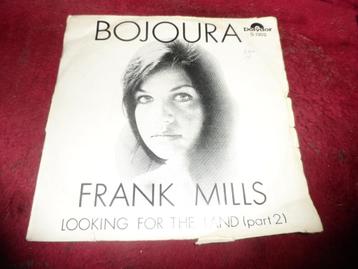 BOJOURA
polydor
FRANK MILLS
LOOKING FOR THE LAND (part 2)